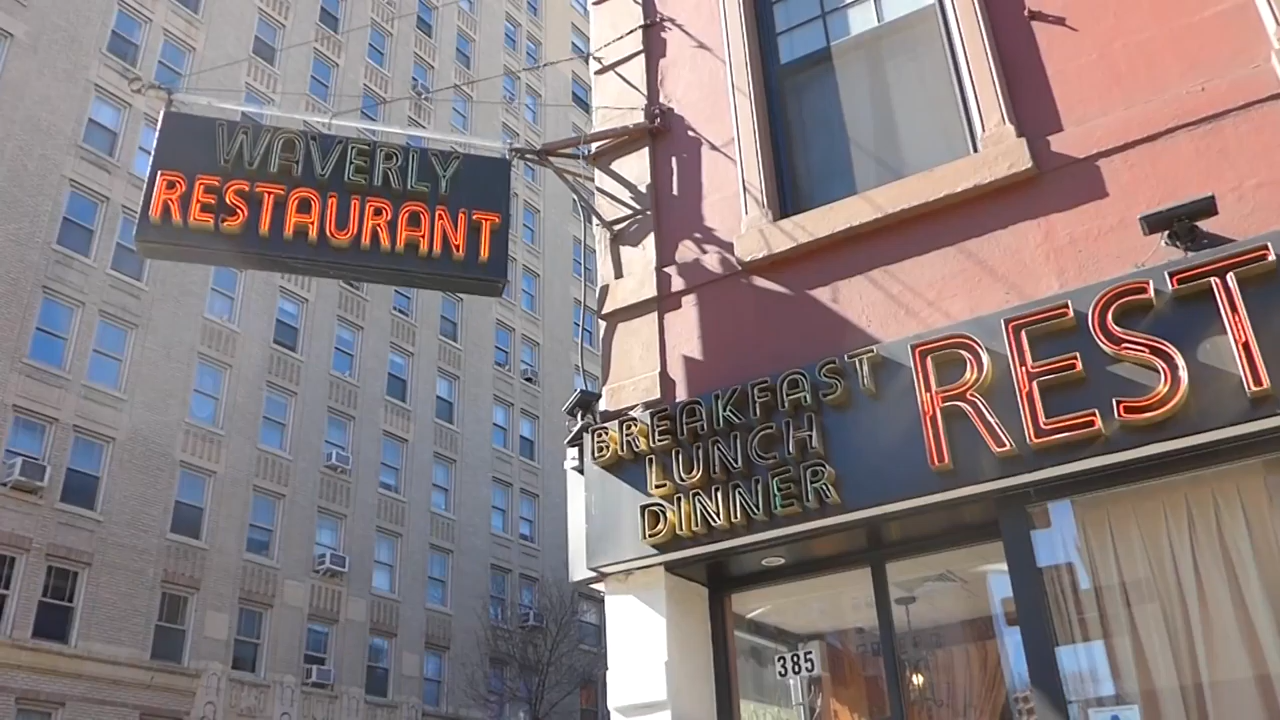 WAVERLY
RESTAURANT
BREAKFAST
LUNCH
DINNER
REST
385